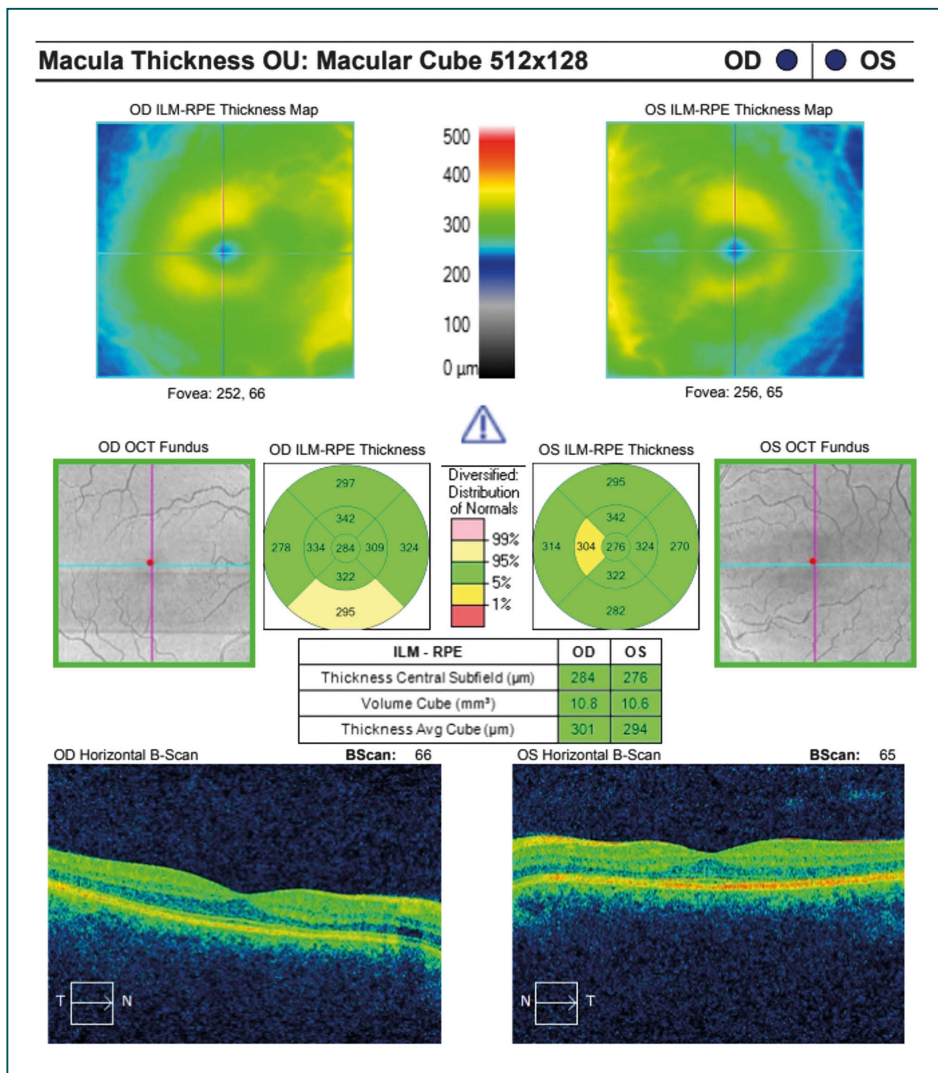 Macula Thickness OU: Macular Cube 512x128 OD OS
OD ILM-RPE Thickness Map OS ILM-RPE Thickness Map
500
400
300
200
100
0 µm
Fovea: 252, 66 Fovea: 256, 65
OD OCT Fundus OD ILM-RPE Thickness OS ILM-RPE Thickness OS OCT Fundus
297
342
278 334 284 309 324
322
295
Diversified:
Distribution
of Normals
99%
95%
5%
1%
295
342
314 304 276 324 270
322
282
ILM - RPE OD OS
Thickness Central Subfield (µm) 284 276
Volume Cube (mm³) 10.8 10.6
Thickness Avg Cube (µm) 301 294
OD Horizontal B-Scan BScan: 66 OS Horizontal B-Scan BScan: 65
T N N T